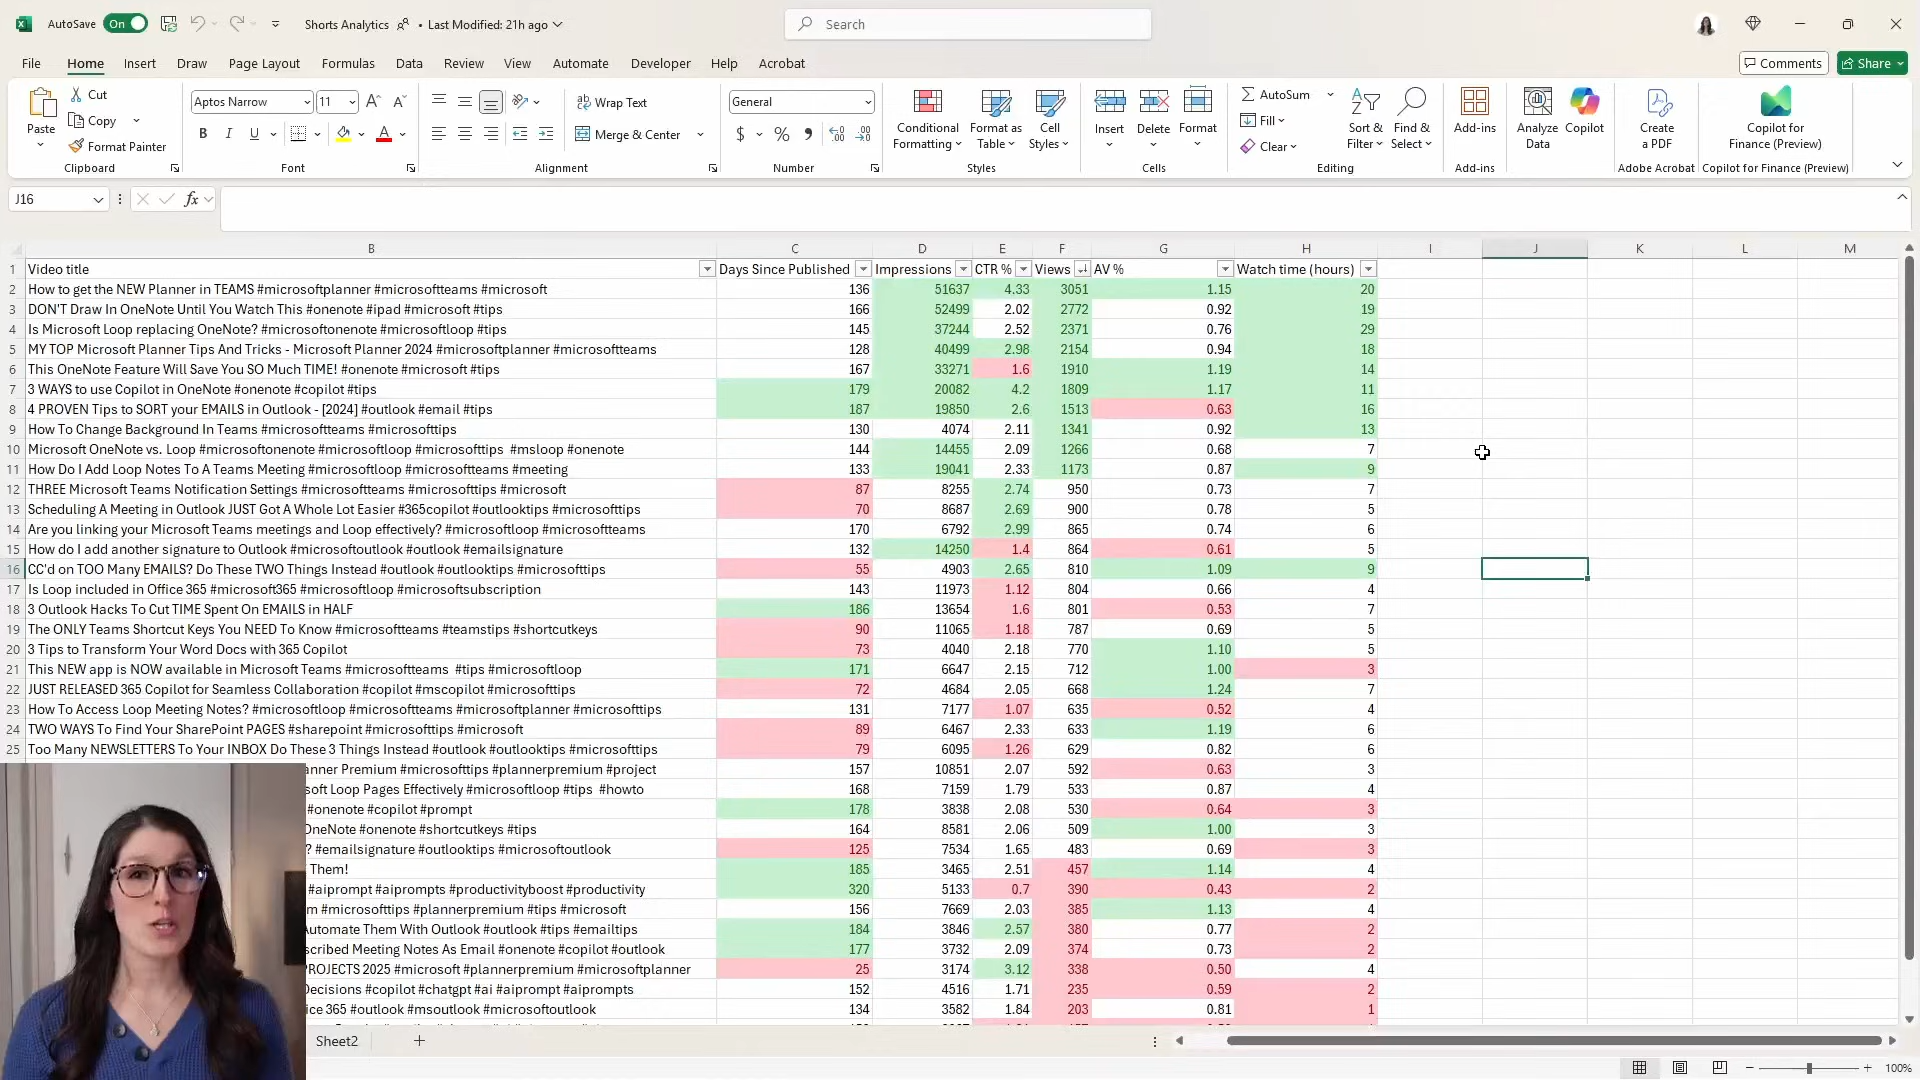 AutoSave On Shorts Analytics • Last Modified: 21h ago Search
File Home Insert Draw Page Layout Formulas Data Review View Automate Developer Help Acrobat Comments Share
Paste Cut Copy Format Painter Clipboard
Aptos Narrow 11 B I U A Font
Wrap Text Merge & Center Alignment
General $ % Number
Conditional Formatting Format as Table Cell Styles Styles
Insert Delete Format Cells
AutoSum Fill Clear Sort & Filter Find & Select Editing
Add-ins Add-ins
Analyze Data Copilot
Create a PDF Adobe Acrobat
Copilot for Finance (Preview) Copilot for Finance (Preview)
J16 fx
B C D E F G H I J K L M
1 Video title Days Since Published Impressions CTR % Views AV % Watch time (hours)
2 How to get the NEW Planner in TEAMS #microsoftplanner #microsoftteams #microsoft 136 51637 4.33 3051 1.15 20
3 DON'T Draw In OneNote Until You Watch This #onenote #ipad #microsoft #tips 166 52499 2.02 2772 0.92 19
4 Is Microsoft Loop replacing OneNote? #microsoftonenote #microsoftloop #tips 145 37244 2.52 2371 0.76 29
5 MY TOP Microsoft Planner Tips And Tricks - Microsoft Planner 2024 #microsoftplanner #microsoftteams 128 40499 2.98 2154 0.94 18
6 This OneNote Feature Will Save You SO Much TIME! #onenote #microsoft #tips 167 33271 1.6 1910 1.19 14
7 3 WAYS to use Copilot in OneNote #onenote #copilot #tips 179 20082 4.2 1809 1.17 11
8 4 PROVEN Tips to SORT your EMAILS in Outlook - [2024] #outlook #email #tips 187 19850 2.6 1513 0.63 16
9 How To Change Background In Teams #microsoftteams #microsofttips 130 4074 2.11 1341 0.92 13
10 Microsoft OneNote vs. Loop #microsoftonenote #microsoftloop #microsofttips #msloop #onenote 144 14455 2.09 1266 0.68 7
11 How Do I Add Loop Notes To A Teams Meeting #microsoftloop #microsoftteams #meeting 133 19041 2.33 1173 0.87 9
12 THREE Microsoft Teams Notification Settings #microsoftteams #microsofttips #microsoft 87 8255 2.74 950 0.73 7
13 Scheduling A Meeting in Outlook JUST GOT A Whole Lot Easier #365copilot #outlooktips #microsofttips 70 8687 2.69 900 0.78 5
14 Are you linking your Microsoft Teams meetings and Loop effectively? #microsoftloop #microsoftteams 170 6792 2.99 865 0.74 6
15 How do I add another signature to Outlook #microsoftoutlook #outlook #emailsignature 132 14250 1.4 864 0.61 5
16 CC'd on TOO Many EMAILS? Do These TWO Things Instead #outlook #outlooktips #microsofttips 55 4903 2.65 810 1.09 9
17 Is Loop included in Office 365 #microsoft365 #microsoftloop #microsoftsubscription 143 11973 1.12 804 0.66 4
18 3 Outlook Hacks To Cut TIME Spent On EMAILS in HALF 186 13654 1.6 801 0.53 7
19 The ONLY Teams Shortcut Keys You NEED To Know #microsoftteams #teamstips #shortcutkeys 90 11065 1.18 787 0.69 5
20 3 Tips to Transform Your Word Docs with 365 Copilot 73 4040 2.18 770 1.10 5
21 This NEW app is NOW available in Microsoft Teams #microsoftteams #tips #microsoftloop 171 6647 2.15 712 1.00 3
22 JUST RELEASED 365 Copilot for Seamless Collaboration #copilot #mscopilot #microsofttips 72 4684 2.05 668 1.24 7
23 How To Access Loop Meeting Notes? #microsoftloop #microsoftteams #microsoftplanner #microsofttips 131 7177 1.07 635 0.52 4
24 TWO WAYS To Find Your SharePoint PAGES #sharepoint #microsofttips #microsoft 89 6467 2.33 633 1.19 6
25 Too Many NEWSLETTERS To Your INBOX Do These 3 Things Instead #outlook #outlooktips #microsofttips 79 6095 1.26 629 0.82 6
anner Premium #microsofttips #plannerpremium #project 157 10851 2.07 592 0.63 3
soft Loop Pages Effectively #microsoftloop #tips #howto 168 7159 1.79 533 0.87 4
#onenote #copilot #prompt 178 3838 2.08 530 0.64 3
OneNote #onenote #shortcutkeys #tips 164 8581 2.06 509 1.00 3
? #emailsignature #outlooktips #microsoftoutlook 125 7534 1.65 483 0.69 3
Them! 185 3465 2.51 457 1.14 4
#aiprompt #aiprompts #productivityboost #productivity 320 5133 0.7 390 0.43 2
m #microsofttips #plannerpremium #tips #microsoft 156 7669 2.03 385 1.13 4
Automate Them With Outlook #outlook #tips #emailtips 184 3846 2.57 380 0.77 2
scribed Meeting Notes As Email #onenote #copilot #outlook 177 3732 2.09 374 0.73 2
PROJECTS 2025 #microsoft #plannerpremium #microsoftplanner 25 3174 3.12 338 0.50 4
Decisions #copilot #chatgpt #ai #aiprompt #aiprompts 152 4516 1.71 235 0.59 2
ice 365 #outlook #msoutlook #microsoftoutlook 134 3582 1.84 203 0.81 1
Sheet2
100%